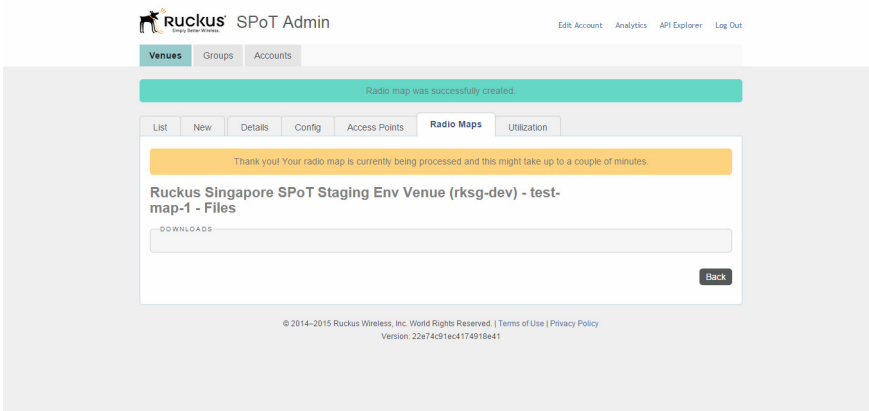 Ruckus SPoT Admin
Simply Better Wireless.
Edit Account Analytics API Explorer Log Out
Venues Groups Accounts
Radio map was successfully created.
List New Details Config Access Points Radio Maps Utilization
Thank you! Your radio map is currently being processed and this might take up to a couple of minutes.
Ruckus Singapore SPoT Staging Env Venue (rksg-dev) - test-
map-1 - Files
DOWNLOADS
Back
© 2014–2015 Ruckus Wireless, Inc. World Rights Reserved. | Terms of Use | Privacy Policy
Version: 22e74c91ec4174918e41